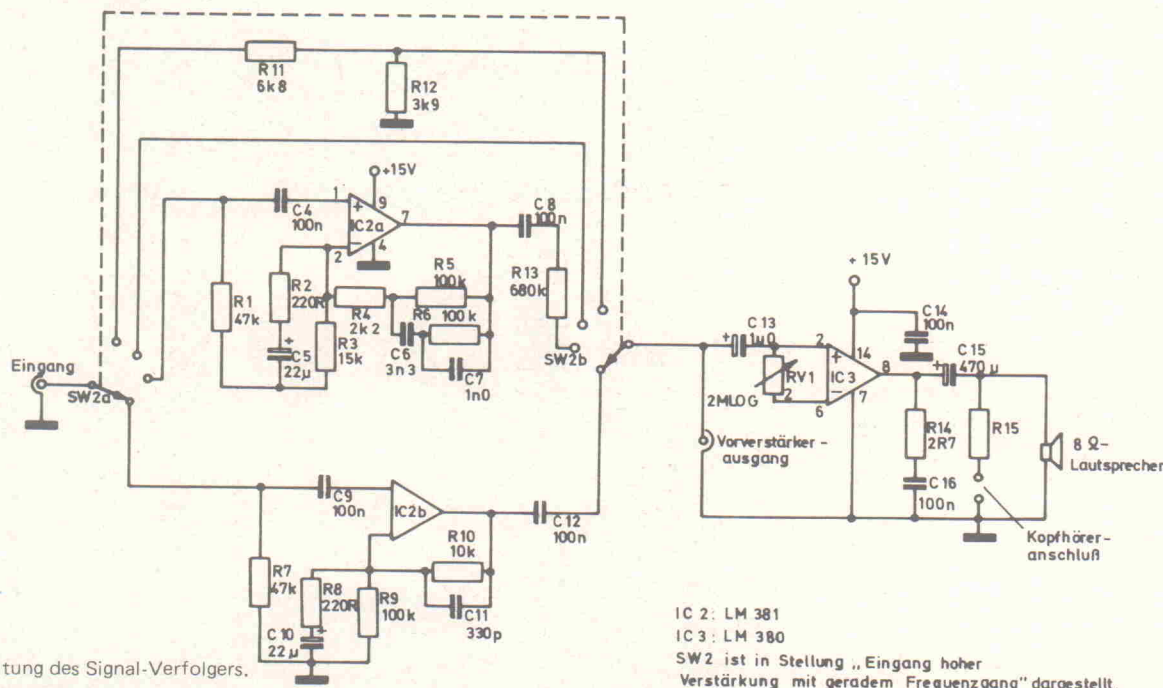 R11
6k8
R12
3k9
+15V
C4
100n
1
9
IC2a
7
2
4
C8
100n
R1
47k
R2
220R
C5
22µ
R3
15k
R4
2k2
R5
100k
R6
100k
C6
3n3
C7
1n0
R13
680k
SW2b
Eingang
SW2a
C9
100n
IC2b
C12
100n
R7
47k
R8
220R
C10
22µ
R9
100k
R10
10k
C11
330p
Vorverstärker-
ausgang
C13
1µ0
RV1
2MLOG
2
2
6
+15V
14
IC3
8
7
C14
100n
C15
470µ
R14
2R7
C16
100n
R15
8Ω-
Lautsprecher
Kopfhörer-
anschluß
IC 2: LM 381
IC 3: LM 380
SW2 ist in Stellung „Eingang hoher
Verstärkung mit geradem Frequenzgang" dargestellt
tung des Signal-Verfolgers.